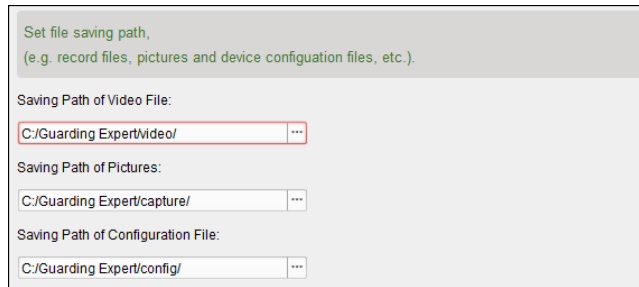 Set file saving path,
(e.g. record files, pictures and device configuation files, etc.).
Saving Path of Video File:
C:/Guarding Expert/video/
Saving Path of Pictures:
C:/Guarding Expert/capture/
Saving Path of Configuration File:
C:/Guarding Expert/config/